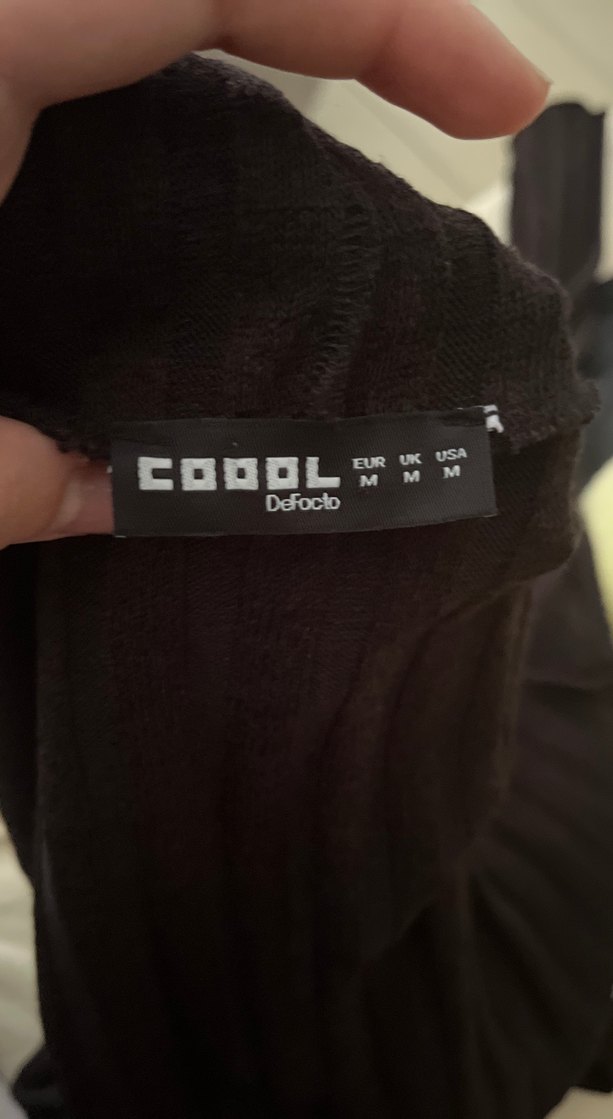 COOOL
DeFacto
EUR UK USA
M M M